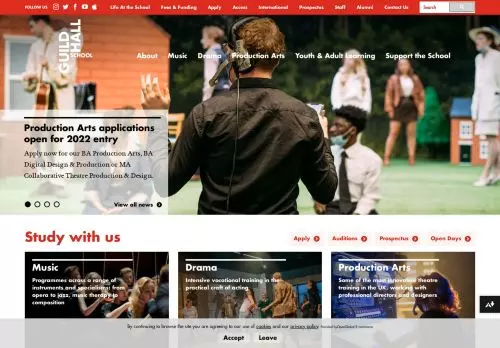 FOLLOW US
Life At the School
Fees & Funding
Apply
Access
International
Prospectus
Staff
Alumni
Contact Us
Search
GUILD
HALL
SCHOOL
About
Music
Drama
Production Arts
Youth & Adult Learning
Support the School
Production Arts applications
open for 2022 entry
Apply now for our BA Production Arts, BA
Digital Design & Production or MA
Collaborative Theatre Production & Design.
View all news
Study with us
Apply
Auditions
Prospectus
Open Days
Music
Programmes across a range of
instruments and specialisms: from
opera to jazz, music therapy to
composition
Drama
Intensive vocational training in the
practical craft of acting
Production Arts
Some of the most innovative theatre
training in the UK, working with
professional directors and designers
By continuing to browse the site you are agreeing to our use of cookies and our privacy policy.
Accept
Leave